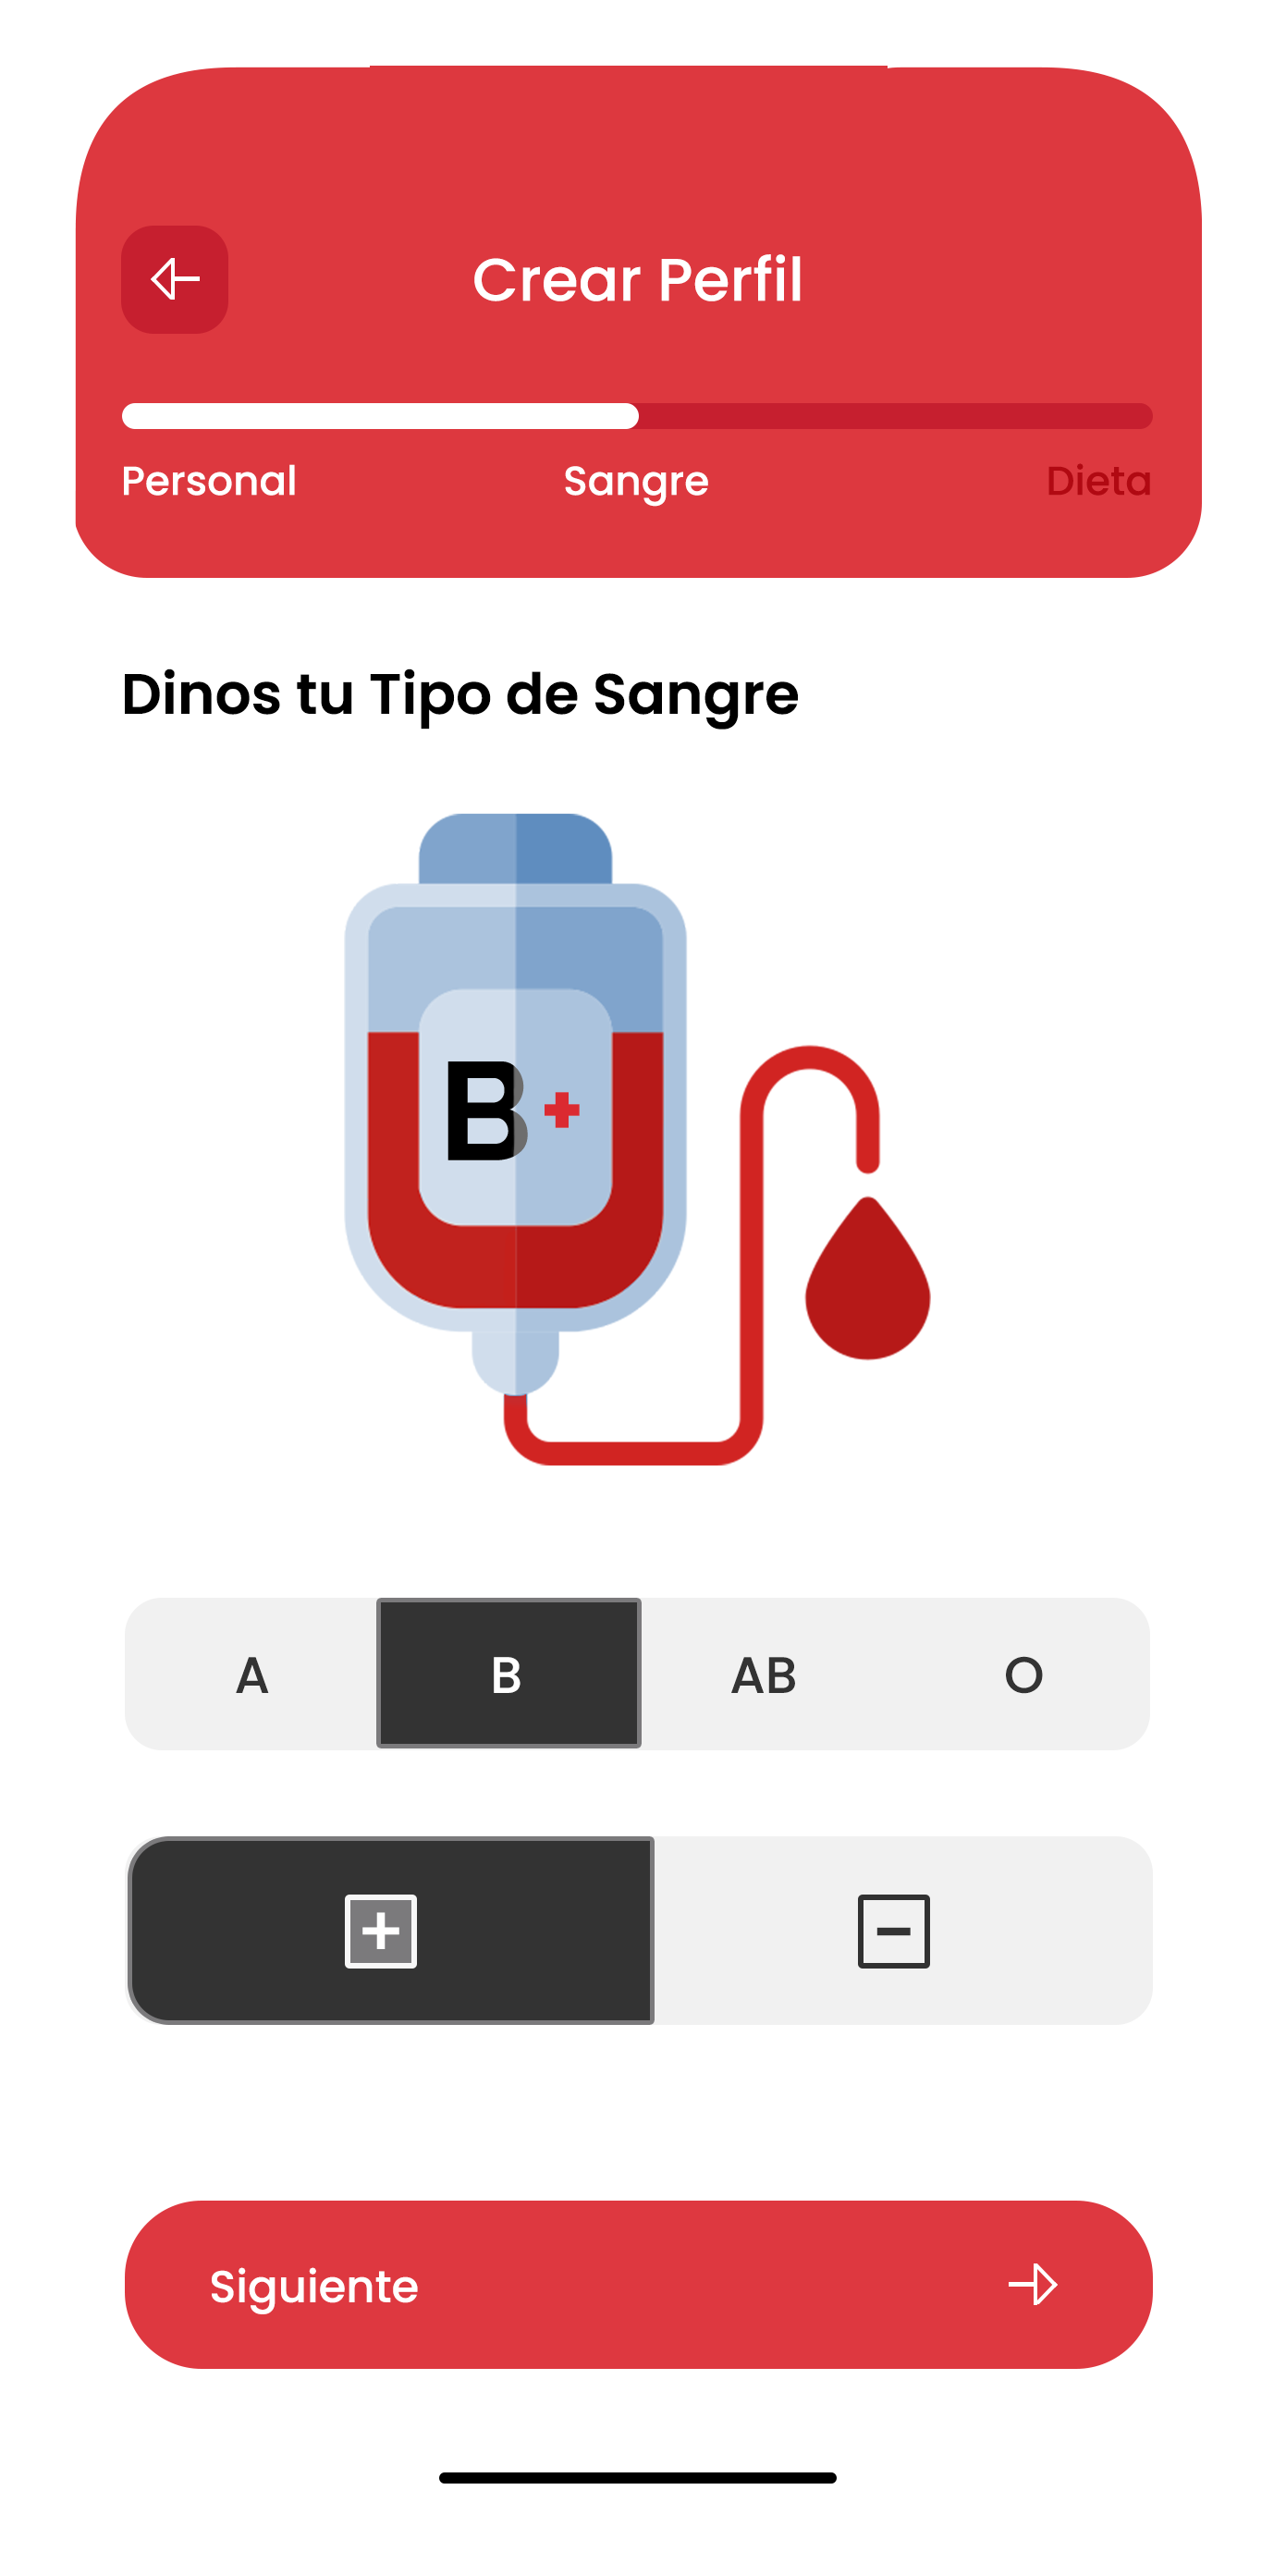 Crear Perfil
Personal Sangre Dieta
Dinos tu Tipo de Sangre
B+
A B AB O
+ −
Siguiente